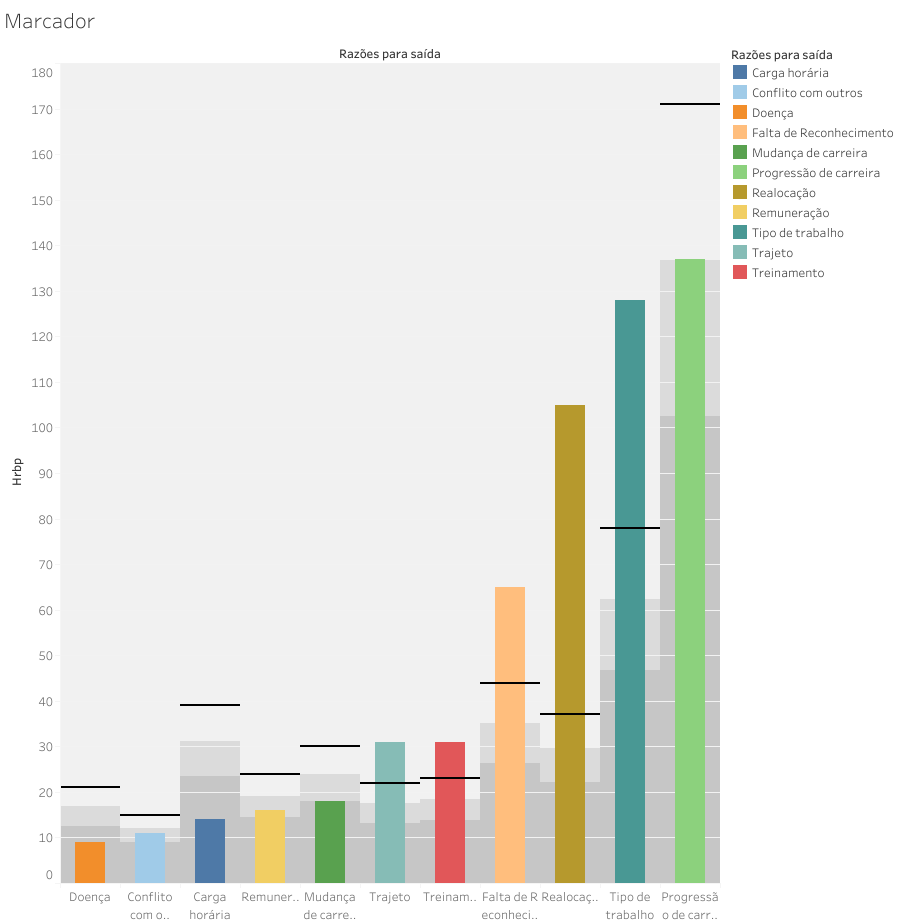 Marcador
Razões para saída
Razões para saída
Carga horária
Conflito com outros
Doença
Falta de Reconhecimento
Mudança de carreira
Progressão de carreira
Realocação
Remuneração
Tipo de trabalho
Trajeto
Treinamento
180
170
160
150
140
130
120
110
100
90
80
70
60
50
40
30
20
10
0
Hrbp
Doença
Conflito
com o..
Carga
horária
Remuner..
Mudança
de carre..
Trajeto
Treinam..
Falta de R
econheci..
Realocaç..
Tipo de
trabalho
Progressã
o de carr..